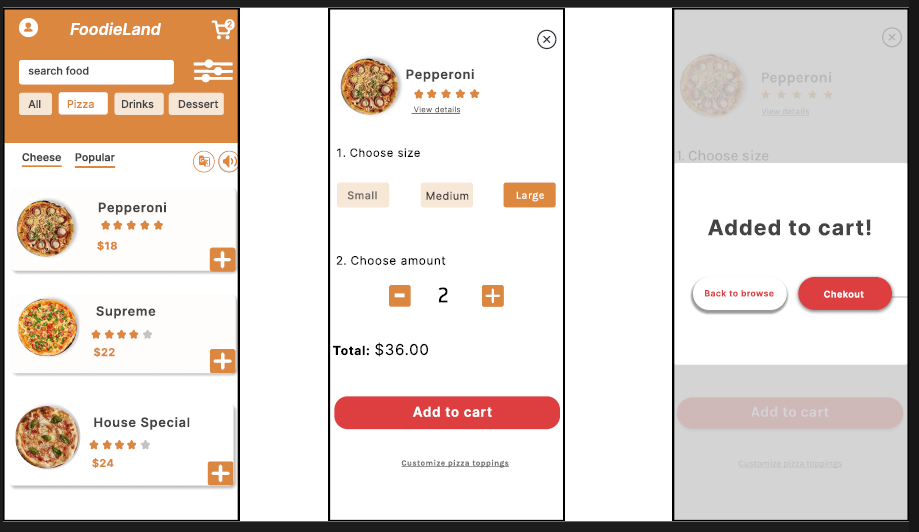 FoodieLand
2
search food
All
Pizza
Drinks
Dessert
Cheese
Popular
Pepperoni
$18
Supreme
$22
House Special
$24
Pepperoni
View details
1. Choose size
Small
Medium
Large
2. Choose amount
- 2 +
Total: $36.00
Add to cart
Customize pizza toppings
Pepperoni
View details
1. Choose size
Added to cart!
Back to browse
Chekout
Add to cart
Customize pizza toppings